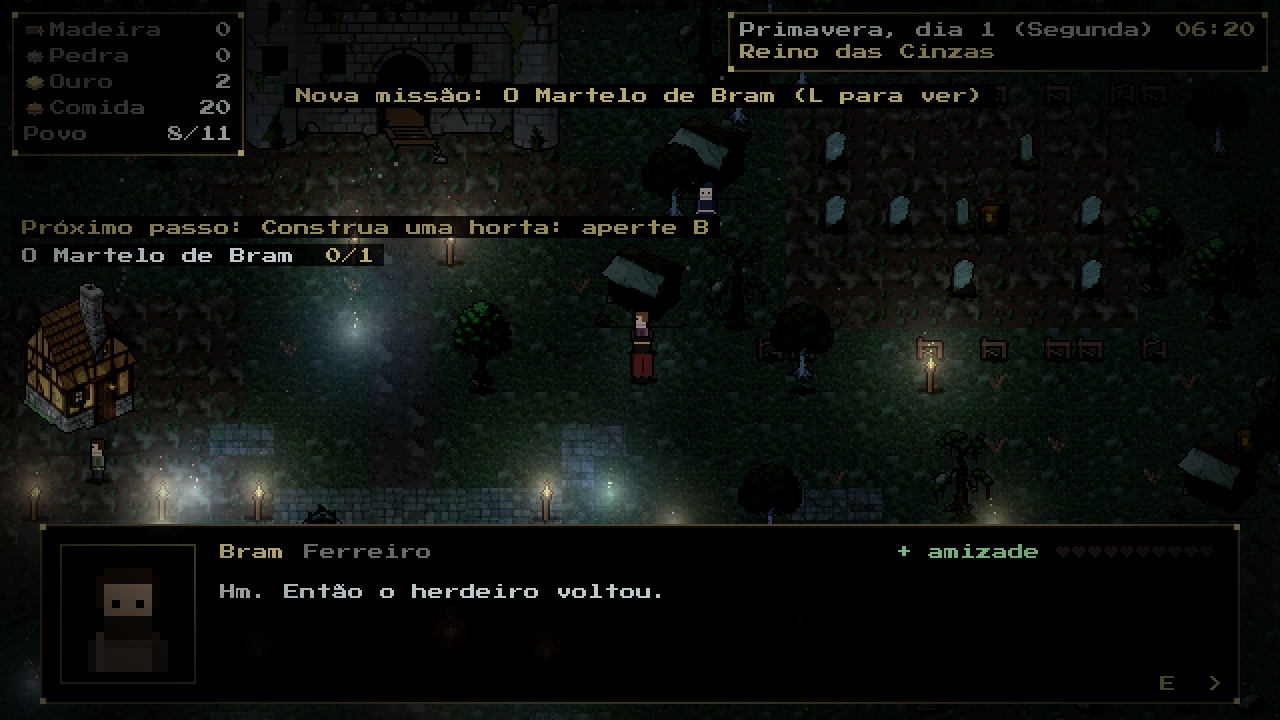 Madeira 0
Pedra 0
Ouro 2
Comida 20
Povo 8/11
Primavera, dia 1 (Segunda) 06:20
Reino das Cinzas
Nova missão: O Martelo de Bram (L para ver)
Próximo passo: Construa uma horta: aperte B
O Martelo de Bram 0/1
Bram Ferreiro + amizade
Hm. Então o herdeiro voltou.
E >